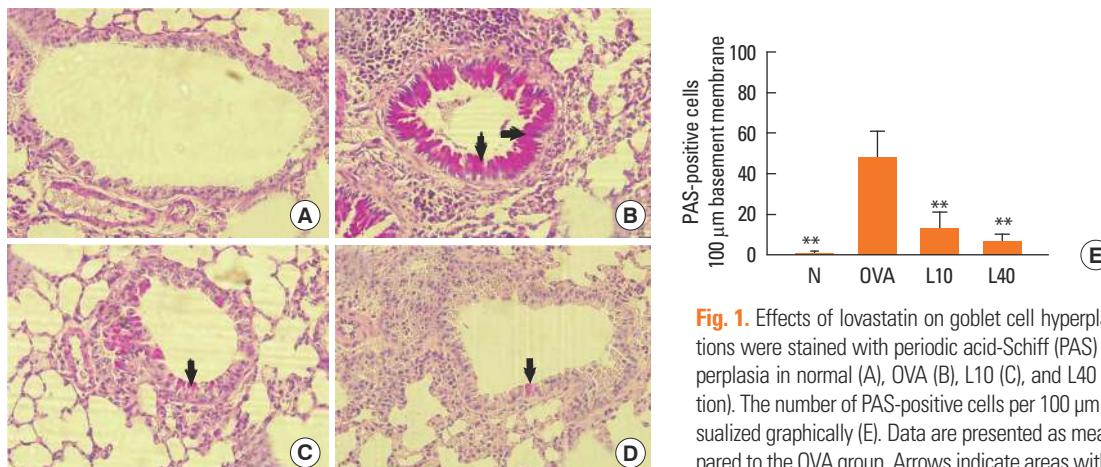 A
B
C
D
PAS-positive cells
100 µm basement membrane
100
80
60
40
20
0
**
**
**
N OVA L10 L40
E
Fig. 1. Effects of lovastatin on goblet cell hyperpla
tions were stained with periodic acid-Schiff (PAS)
perplasia in normal (A), OVA (B), L10 (C), and L40
tion). The number of PAS-positive cells per 100 µm
sualized graphically (E). Data are presented as mea
pared to the OVA group. Arrows indicate areas with